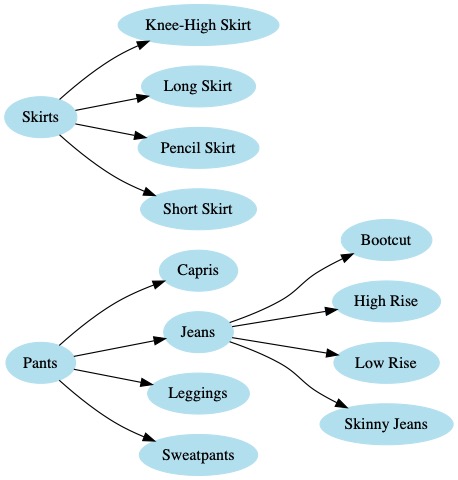 Knee-High Skirt
Long Skirt
Skirts
Pencil Skirt
Short Skirt
Bootcut
Capris
High Rise
Jeans
Pants
Low Rise
Leggings
Skinny Jeans
Sweatpants